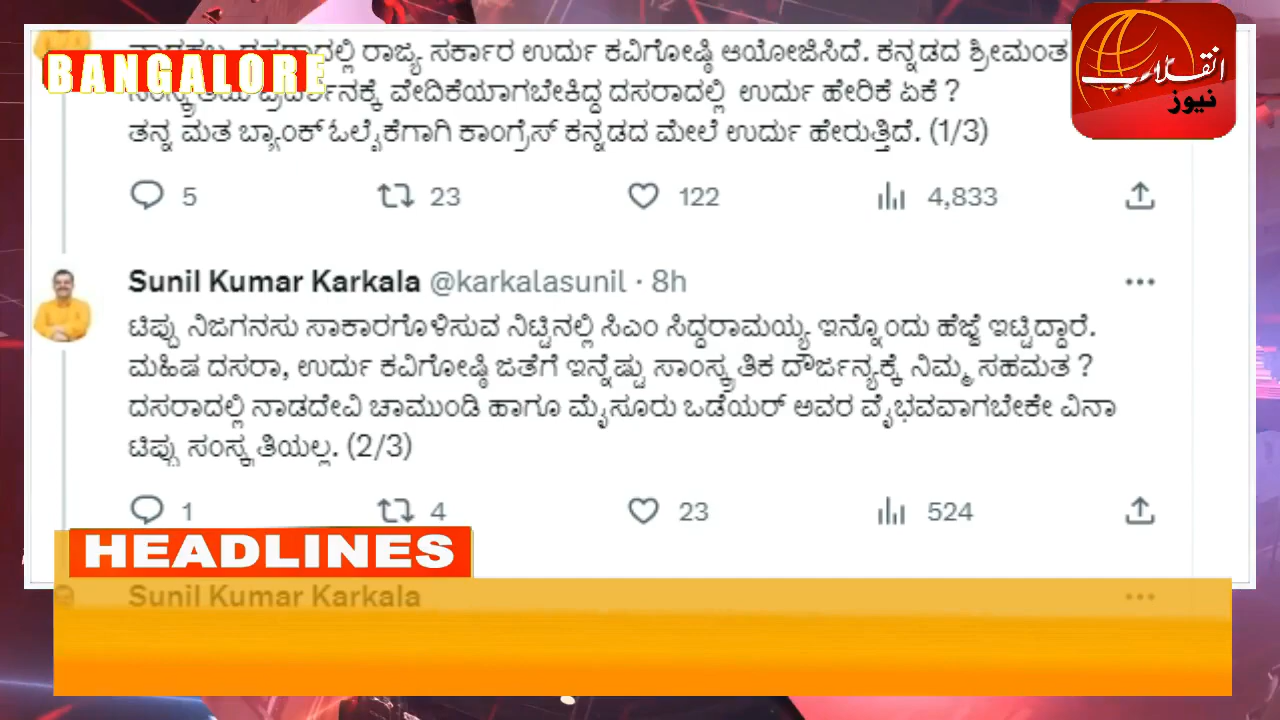 ದಸರಾದಲ್ಲಿ ರಾಜ್ಯ ಸರ್ಕಾರ ಉರ್ದು ಕವಿಗೋಷ್ಠಿ ಆಯೋಜಿಸಿದೆ. ಕನ್ನಡದ ಶ್ರೀಮಂತ
BANGALORE
انقلاب
نیوز
ವೇದಿಕೆಯಾಗಬೇಕಿದ್ದ ದಸರಾದಲ್ಲಿ ಉರ್ದು ಹೇರಿಕೆ ಏಕೆ ?
ತನ್ನ ಮತ ಬ್ಯಾಂಕ್ ಓಲೈಕೆಗಾಗಿ ಕಾಂಗ್ರೆಸ್ ಕನ್ನಡದ ಮೇಲೆ ಉರ್ದು ಹೇರುತ್ತಿದೆ. (1/3)
5 23 122 4,833
Sunil Kumar Karkala @karkalasunil · 8h
ಟಿಪ್ಪು ನಿಜಗನಸು ಸಾಕಾರಗೊಳಿಸುವ ನಿಟ್ಟಿನಲ್ಲಿ ಸಿಎಂ ಸಿದ್ದರಾಮಯ್ಯ ಇನ್ನೊಂದು ಹೆಜ್ಜೆ ಇಟ್ಟಿದ್ದಾರೆ.
ಮಹಿಷ ದಸರಾ, ಉರ್ದು ಕವಿಗೋಷ್ಠಿ ಜತೆಗೆ ಇನ್ನೆಷ್ಟು ಸಾಂಸ್ಕೃತಿಕ ದೌರ್ಜನ್ಯಕ್ಕೆ ನಿಮ್ಮ ಸಹಮತ ?
ದಸರಾದಲ್ಲಿ ನಾಡದೇವಿ ಚಾಮುಂಡಿ ಹಾಗೂ ಮೈಸೂರು ಒಡೆಯರ್ ಅವರ ವೈಭವವಾಗಬೇಕೇ ವಿನಾ
ಟಿಪ್ಪು ಸಂಸ್ಕೃತಿಯಲ್ಲ. (2/3)
1 4 23 524
HEADLINES
Sunil Kumar Karkala